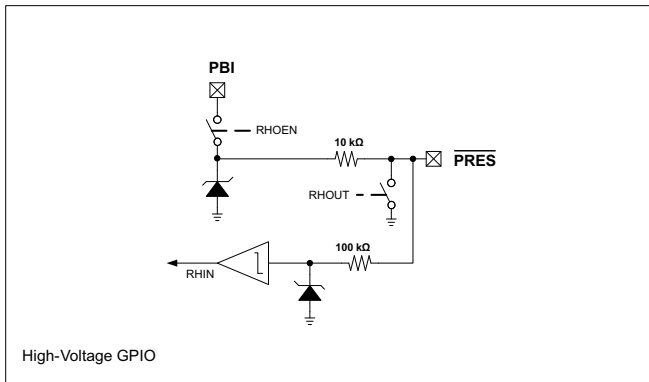 PBI
RHOEN
10 kΩ
PRES
RHOUT
100 kΩ
RHIN
High-Voltage GPIO